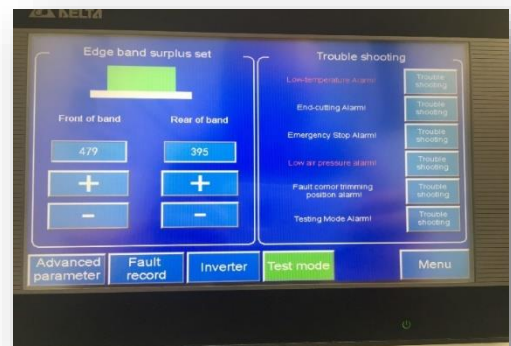 DELTA
Edge band surplus set
Front of band
Rear of band
479
395
+
+
-
-
Trouble shooting
Low-temperature Alarm!
Trouble
shooting
End-cutting Alarm!
Trouble
shooting
Emergency Stop Alarm!
Trouble
shooting
Low air pressure alarm!
Trouble
shooting
Fault cornor trimming
position alarm!
Trouble
shooting
Testing Mode Alarm!
Trouble
shooting
Advanced
parameter
Fault
record
Inverter
Test mode
Menu